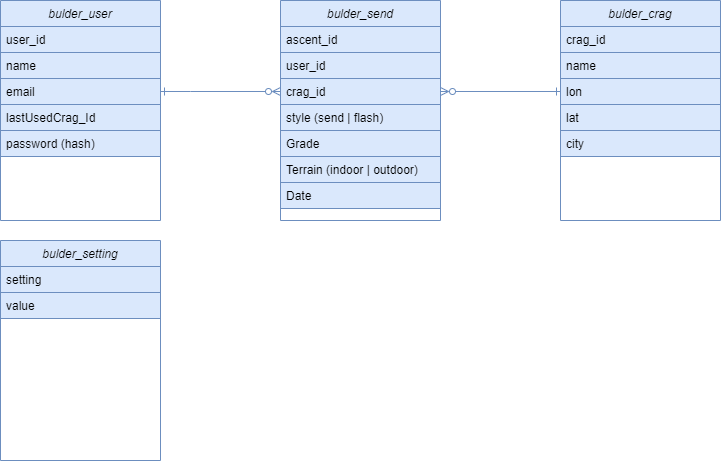 bulder_user
user_id
name
email
lastUsedCrag_Id
password (hash)
bulder_send
ascent_id
user_id
crag_id
style (send | flash)
Grade
Terrain (indoor | outdoor)
Date
bulder_crag
crag_id
name
lon
lat
city
bulder_setting
setting
value